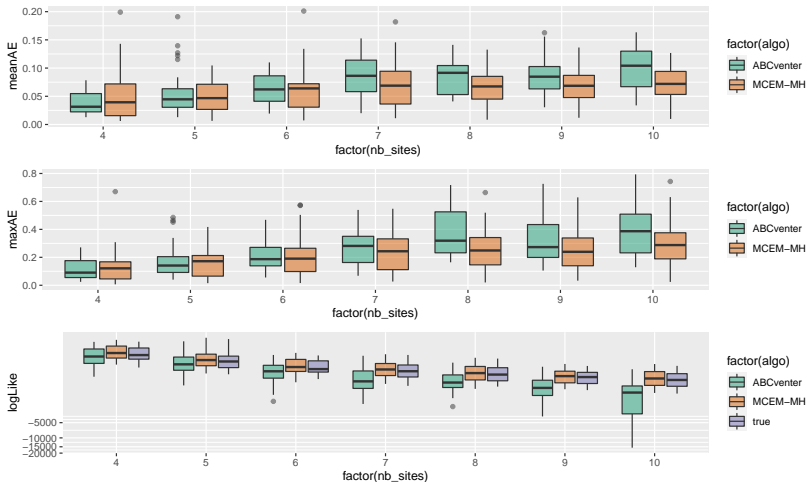 0.20
0.15
0.10
0.05
0.00
meanAE
4 5 6 7 8 9 10
factor(nb_sites)
factor(algo)
ABCventer
MCEM-MH
0.8
0.6
0.4
0.2
0.0
maxAE
4 5 6 7 8 9 10
factor(nb_sites)
factor(algo)
ABCventer
MCEM-MH
logLike
-5000
-10000
-15000
-20000
4 5 6 7 8 9 10
factor(nb_sites)
factor(algo)
ABCventer
MCEM-MH
true